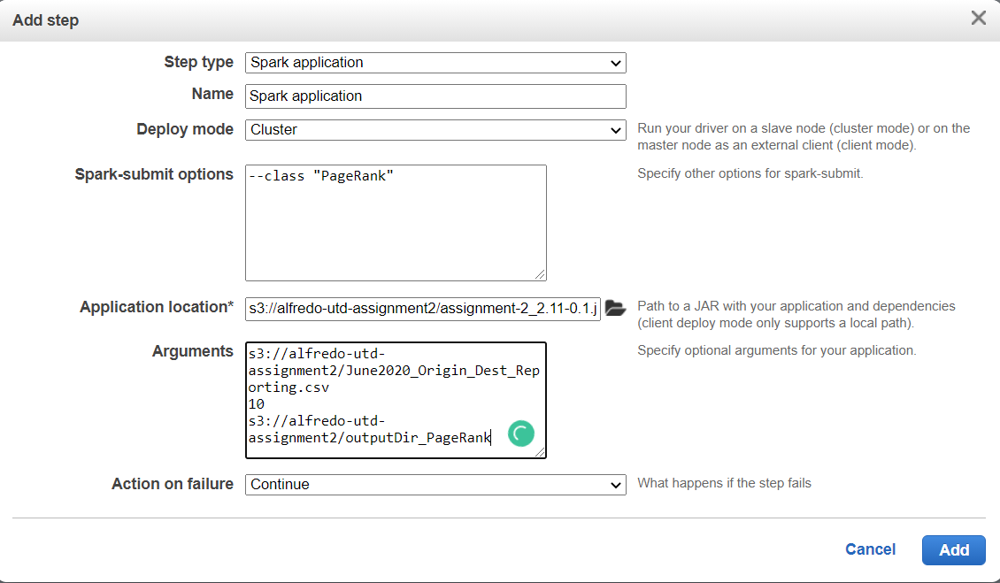 Add step
Step type
Spark application
Name
Spark application
Deploy mode
Cluster
Run your driver on a slave node (cluster mode) or on the
master node as an external client (client mode).
Spark-submit options
--class "PageRank"
Specify other options for spark-submit.
Application location*
s3://alfredo-utd-assignment2/assignment-2_2.11-0.1.j
Path to a JAR with your application and dependencies
(client deploy mode only supports a local path).
Arguments
s3://alfredo-utd-
assignment2/June2020_Origin_Dest_Rep
orting.csv
10
s3://alfredo-utd-
assignment2/outputDir_PageRank
Specify optional arguments for your application.
Action on failure
Continue
What happens if the step fails
Cancel
Add